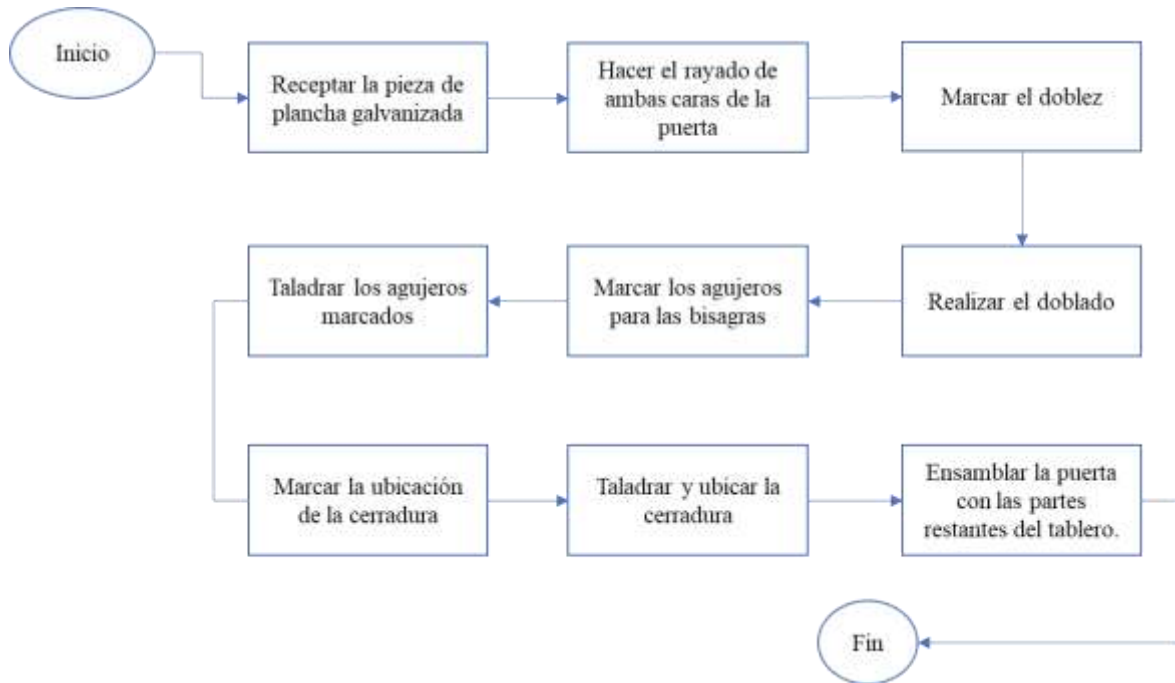 Inicio
Receptar la pieza de
plancha galvanizada
Hacer el rayado de
ambas caras de la
puerta
Marcar el doblez
Realizar el doblado
Marcar los agujeros
para las bisagras
Taladrar los agujeros
marcados
Marcar la ubicación
de la cerradura
Taladrar y ubicar la
cerradura
Ensamblar la puerta
con las partes
restantes del tablero.
Fin